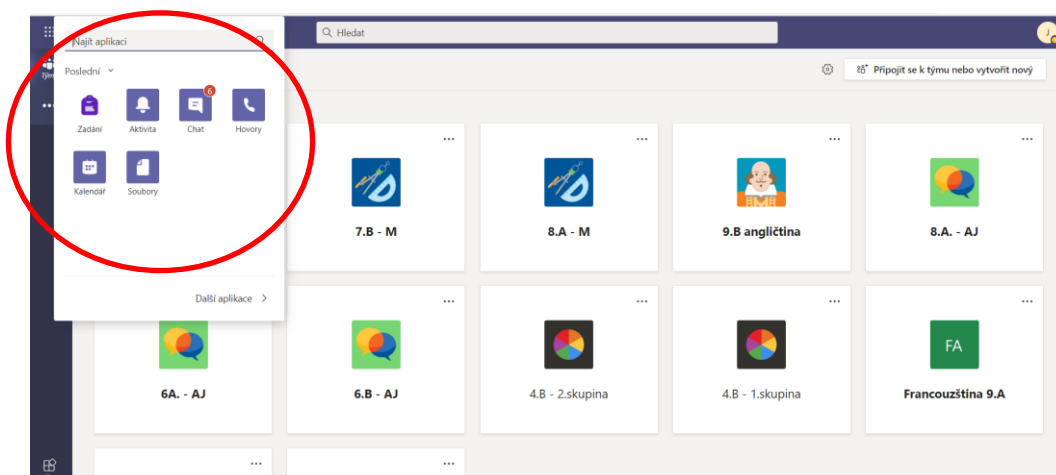 Najít aplikaci
Hledat
Týmy
Poslední
Připojit se k týmu nebo vytvořit nový
6
Zadání
Aktivita
Chat
Hovory
Kalendář
Soubory
Další aplikace
7.B - M
8.A - M
9.B angličtina
8.A. - AJ
6A. - AJ
6.B - AJ
4.B - 2.skupina
4.B - 1.skupina
FA
Francouzština 9.A
J